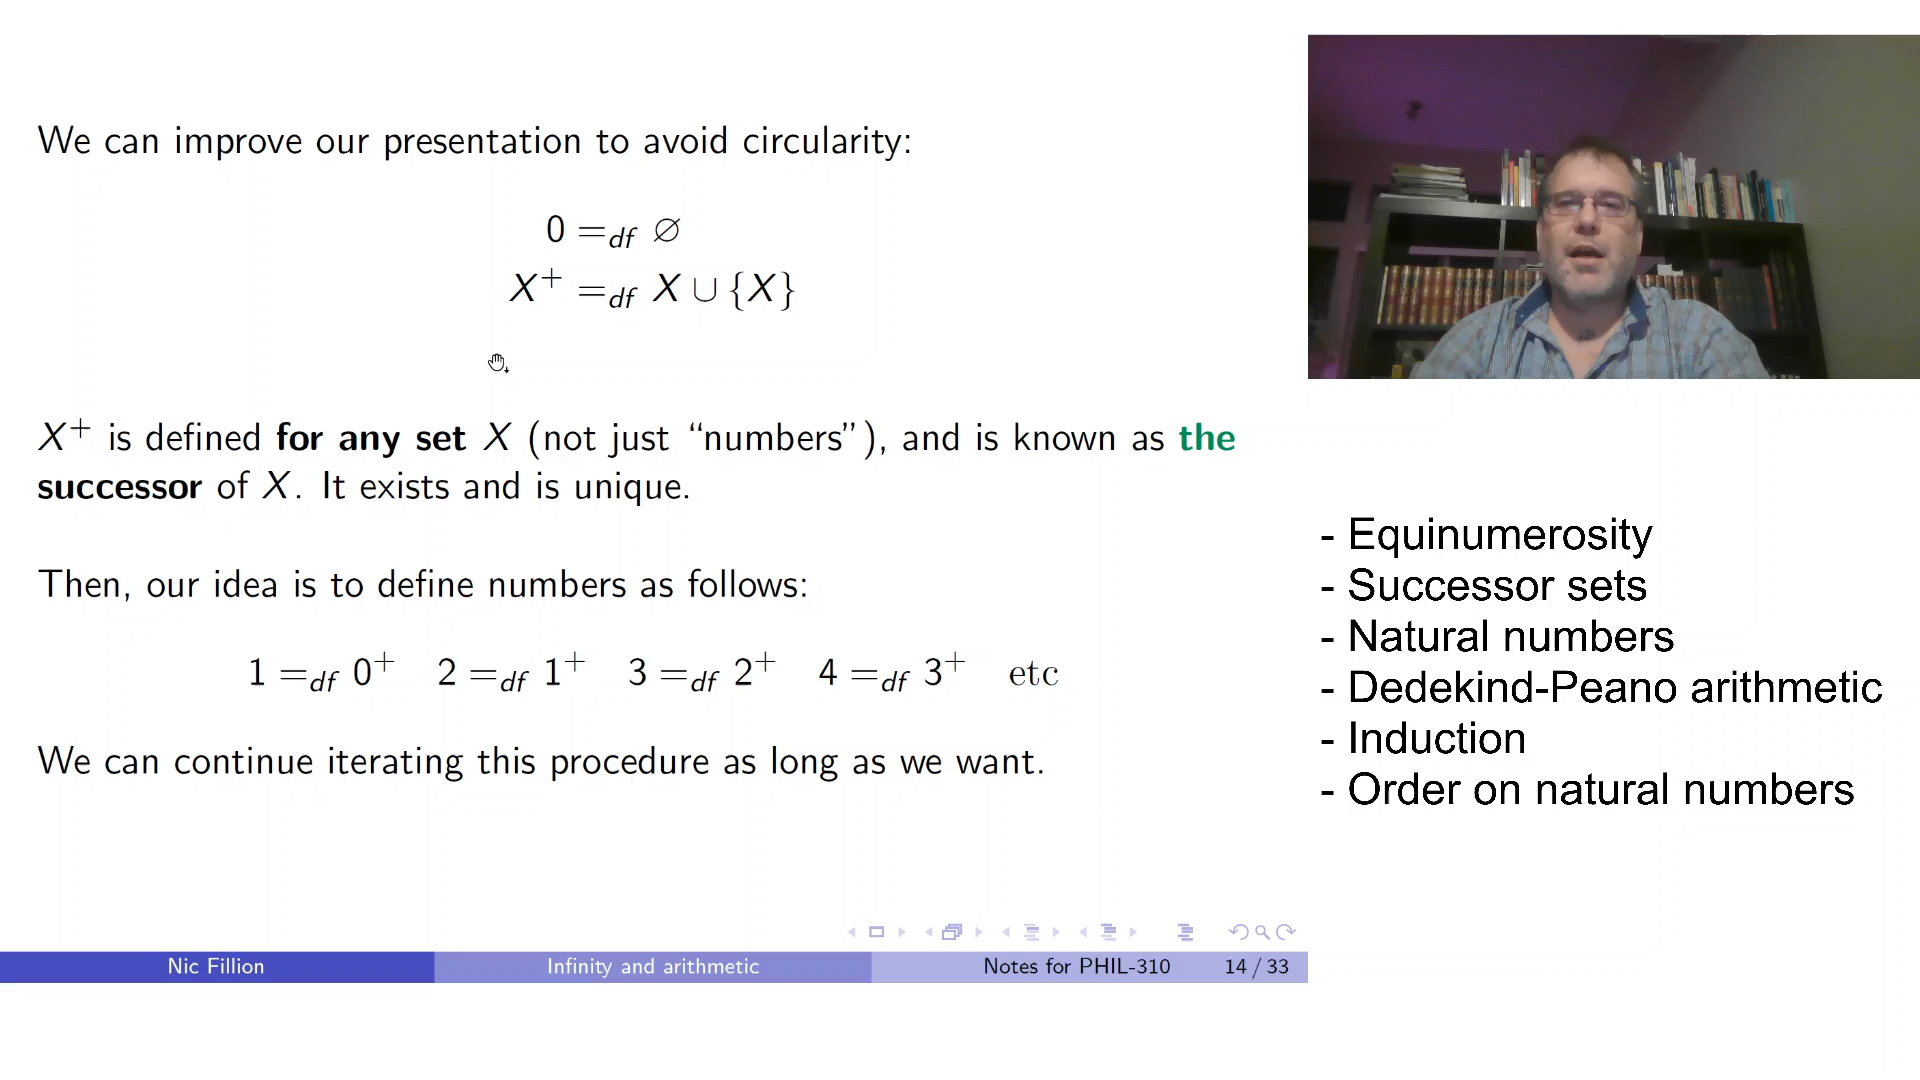 We can improve our presentation to avoid circularity:
0 =df ∅
X⁺ =df X ∪ {X}
X⁺ is defined for any set X (not just “numbers”), and is known as the
successor of X. It exists and is unique.
Then, our idea is to define numbers as follows:
1 =df 0⁺ 2 =df 1⁺ 3 =df 2⁺ 4 =df 3⁺ etc
We can continue iterating this procedure as long as we want.
- Equinumerosity
- Successor sets
- Natural numbers
- Dedekind-Peano arithmetic
- Induction
- Order on natural numbers
Nic Fillion Infinity and arithmetic Notes for PHIL-310 14 / 33